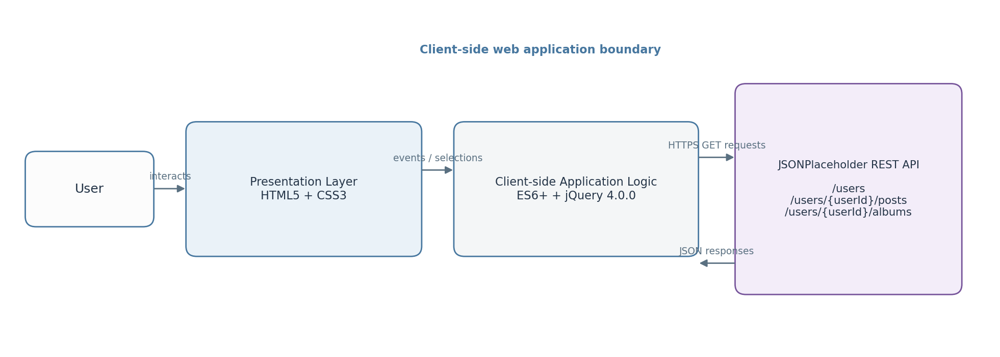 Client-side web application boundary
User
interacts
Presentation Layer
HTML5 + CSS3
events / selections
Client-side Application Logic
ES6+ + jQuery 4.0.0
HTTPS GET requests
JSON responses
JSONPlaceholder REST API
/users
/users/{userId}/posts
/users/{userId}/albums